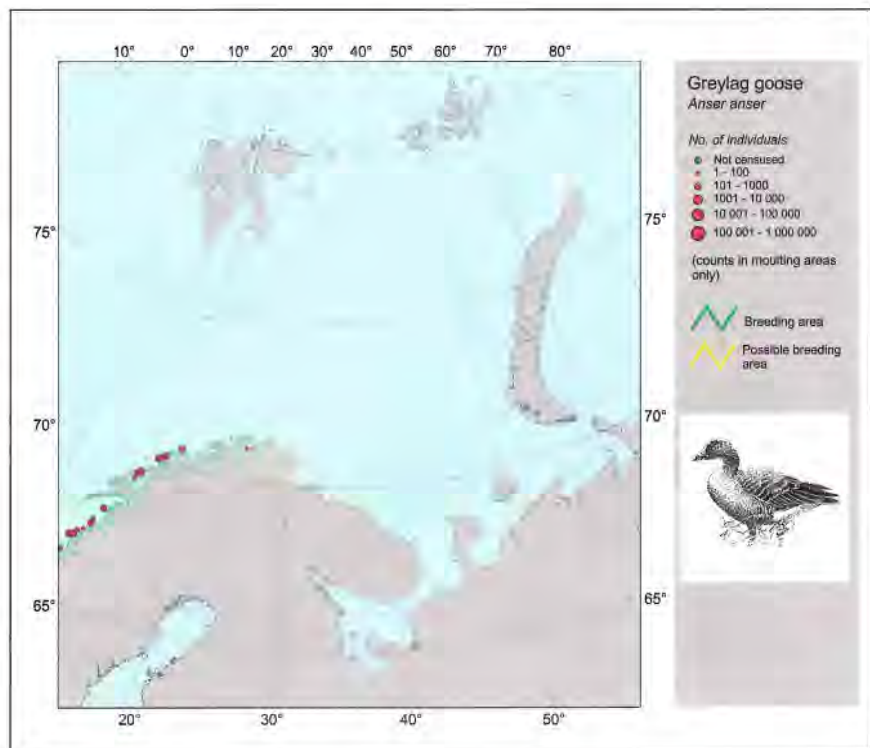 10° 0° 10° 20° 30° 40° 50° 60° 70° 80°
Greylag goose
Anser anser
No. of individuals
Not censused
1 - 100
101 - 1000
1001 - 10 000
10 001 - 100 000
100 001 - 1 000 000
(counts in moulting areas
only)
Breeding area
Possible breeding
area
75° 75°
70° 70°
65° 65°
20° 30° 40° 50°